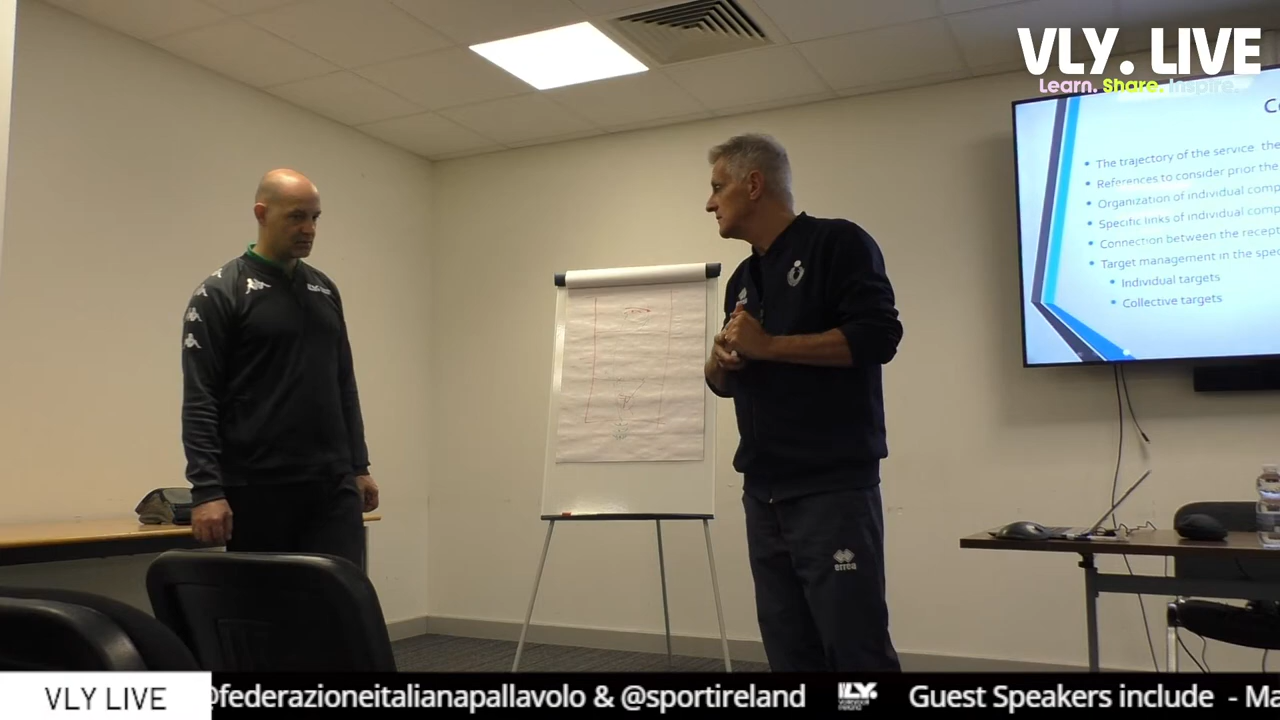 VLY. LIVE
Learn. Share. Inspire.
The trajectory of the service the
References to consider prior the
Organization of individual comp
Specific links of individual comp
Connection between the recept
Target management in the spec
Individual targets
Collective targets
errea
VLY LIVE
@federazioneitalianapallavolo & @sportireland
Guest Speakers include - Ma